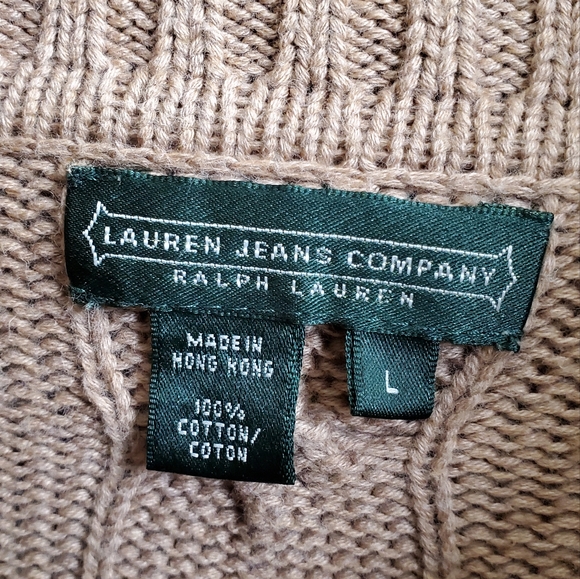 LAUREN JEANS COMPANY
RALPH LAUREN
MADE IN
HONG KONG
100%
COTTON/
COTON
L